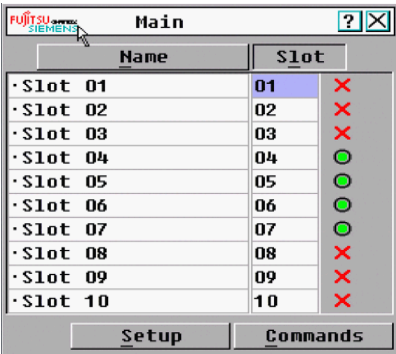 FUJITSU COMPUTERS
SIEMENS
Main
?
Name Slot
·Slot 01 01
·Slot 02 02
·Slot 03 03
·Slot 04 04
·Slot 05 05
·Slot 06 06
·Slot 07 07
·Slot 08 08
·Slot 09 09
·Slot 10 10
Setup Commands